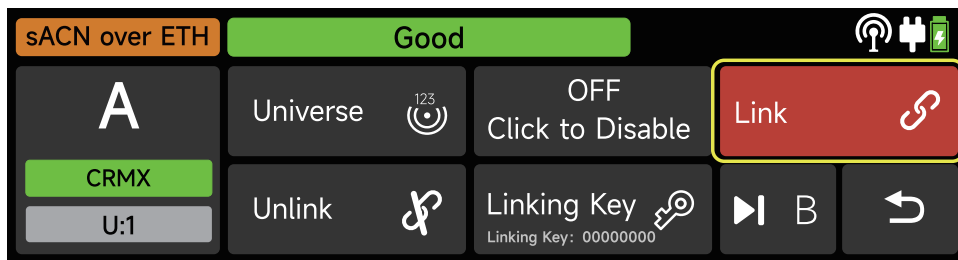 sACN over ETH
Good
A
CRMX
U:1
Universe
123
OFF
Click to Disable
Link
Unlink
Linking Key
Linking Key: 00000000
B